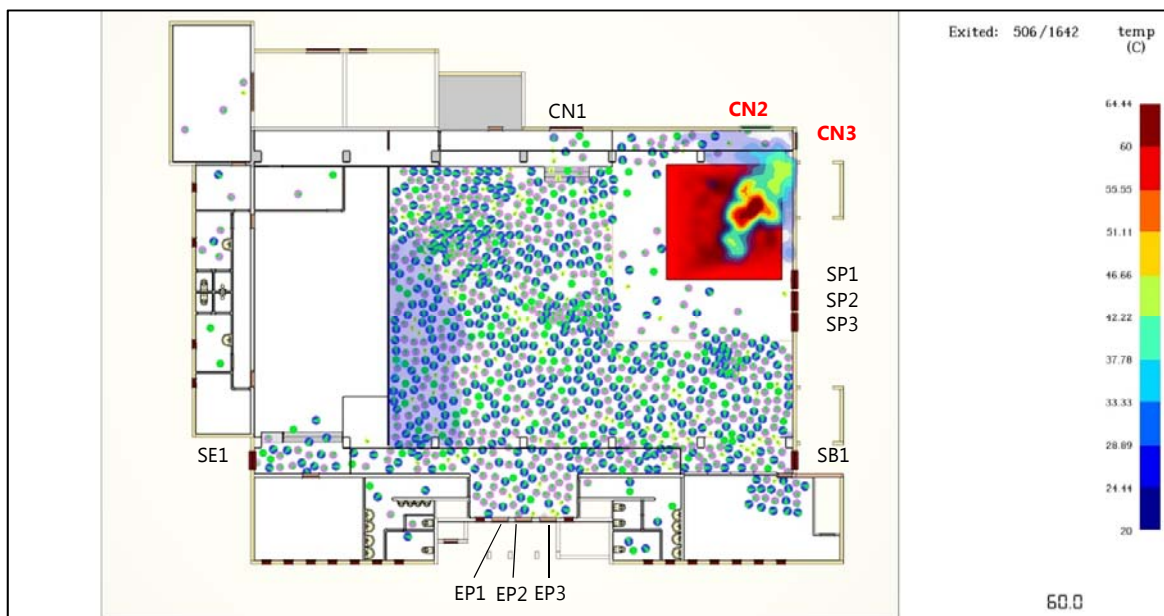 Exited: 506/1642
temp
(C)
64.44
60
55.55
51.11
46.66
42.22
37.78
33.33
28.89
24.44
20
CN1
CN2
CN3
SP1
SP2
SP3
SE1
SB1
EP1 EP2 EP3
60.0